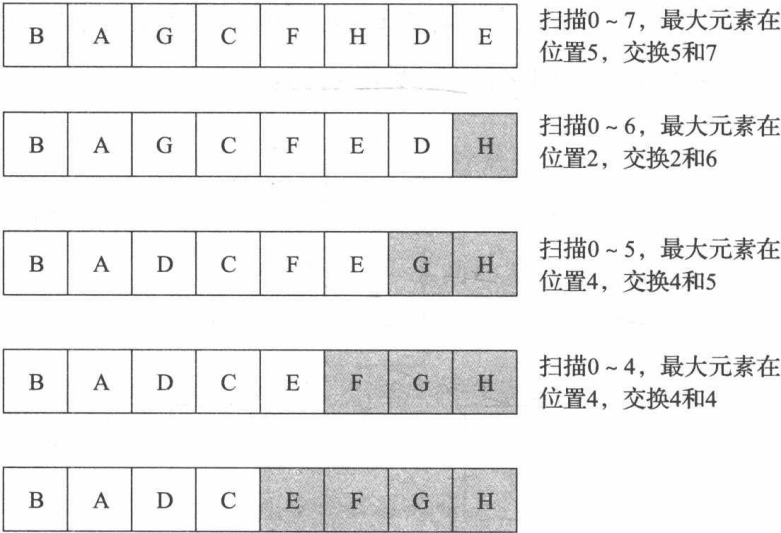 B A G C F H D E
扫描0~7，最大元素在
位置5，交换5和7
B A G C F E D H
扫描0~6，最大元素在
位置2，交换2和6
B A D C F E G H
扫描0~5，最大元素在
位置4，交换4和5
B A D C E F G H
扫描0~4，最大元素在
位置4，交换4和4
B A D C E F G H